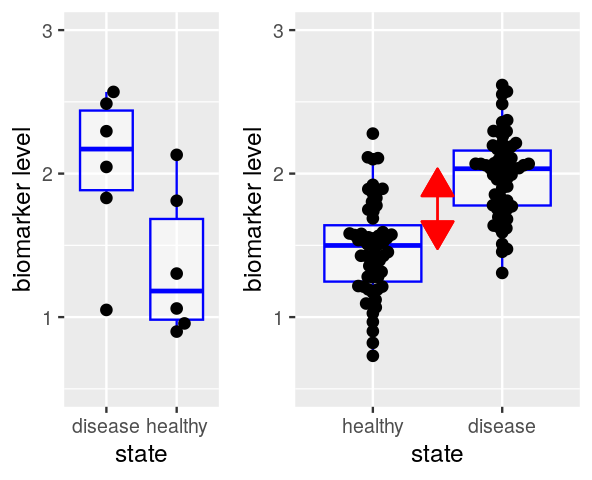 biomarker level
3
2
1
disease healthy
state
biomarker level
3
2
1
healthy disease
state